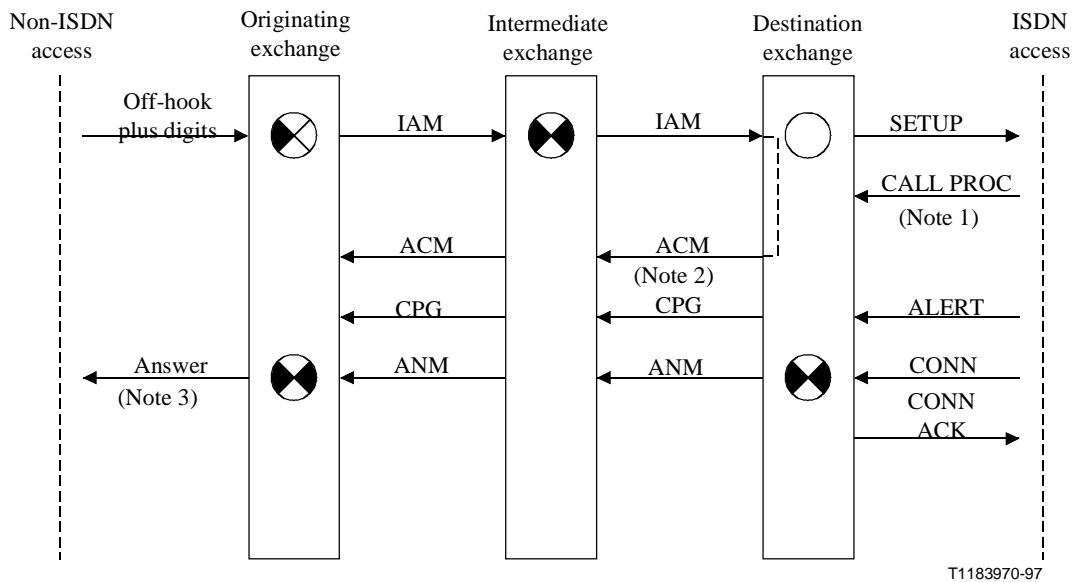 Non-ISDN
access
Originating
exchange
Intermediate
exchange
Destination
exchange
ISDN
access
Off-hook
plus digits
IAM
IAM
SETUP
CALL PROC
(Note 1)
ACM
ACM
(Note 2)
CPG
CPG
ALERT
Answer
(Note 3)
ANM
ANM
CONN
CONN
ACK
T1183970-97